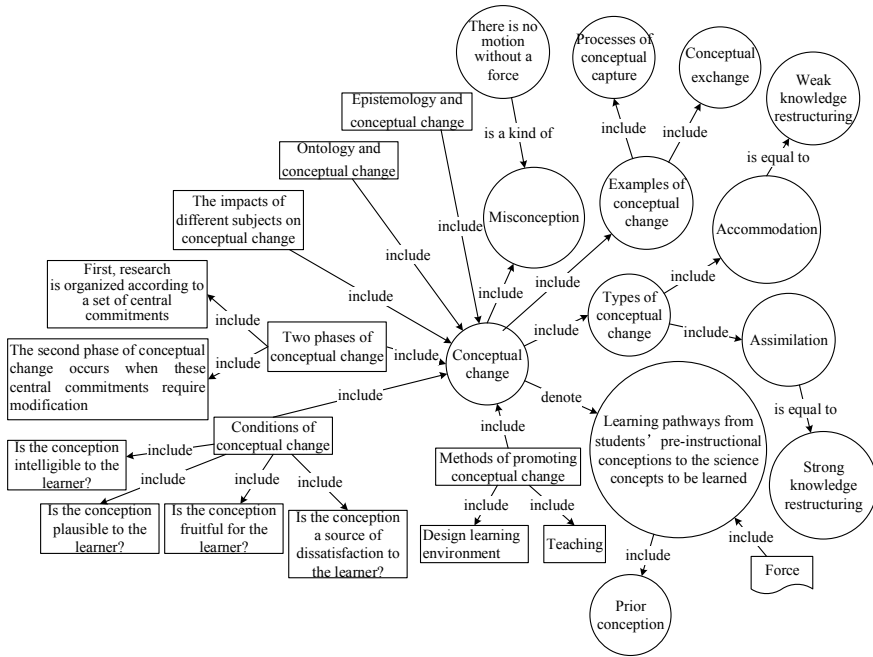 There is no
motion
without a
force
Processes of
conceptual
capture
Conceptual
exchange
Weak
knowledge
restructuring
Epistemology and
conceptual change
is a kind of
include
include
is equal to
Ontology and
conceptual change
The impacts of
different subjects on
conceptual change
Misconception
Examples of
conceptual
change
Accommodation
include
First, research
is organized according to
a set of central
commitments
include
include
include
include
include
include
Types of
conceptual
change
include
Two phases of
conceptual change
include
Conceptual
change
include
Assimilation
The second phase of conceptual
change occurs when these
central commitments require
modification
include
include
denote
is equal to
Conditions of
conceptual change
include
Learning pathways from
students’ pre-instructional
conceptions to the science
concepts to be learned
Is the conception
intelligible to the
learner?
include
include
include
include
Methods of promoting
conceptual change
Strong
knowledge
restructuring
Is the conception
plausible to the
learner?
Is the conception
fruitful for the
learner?
Is the conception
a source of
dissatisfaction to
the learner?
include
include
Design learning
environment
Teaching
include
include
Force
Prior
conception